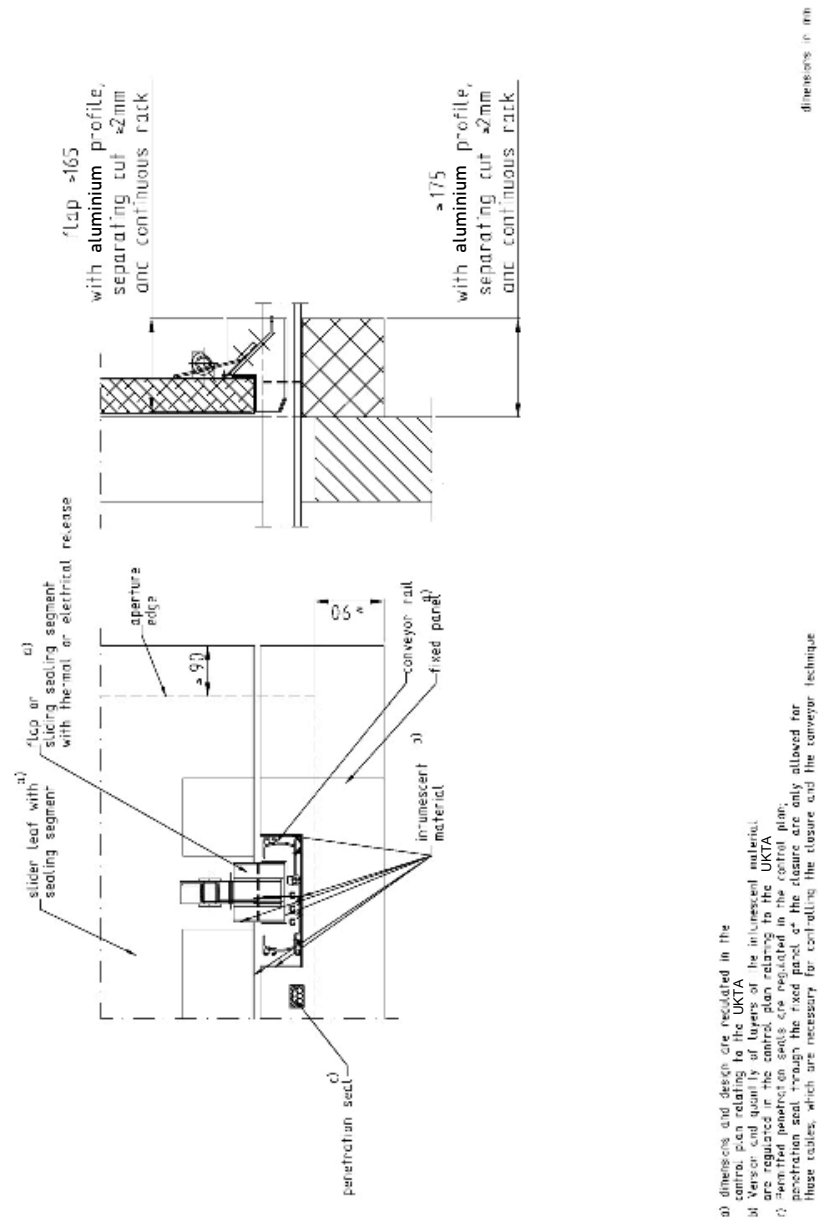 flap ≥165
with aluminium profile,
separating cut ≤2mm
and continuous rack
≥175
with aluminium profile,
separating cut ≤2mm
and continuous rack
dimensions in mm
slider leaf with a)
sealing segment
flap or a)
sliding sealing segment
with thermal or electrical release
aperture
edge
≥90
≥90
conveyor rail
fixed panel a)
intumescent b)
material
penetration seal c)
a) dimensions and design are regulated in the
control plan relating to the UKTA
b) Version and quantity of layers of the intumescent material
are regulated in the control plan relating to the UKTA
c) Permitted penetration seals are regulated in the control plan;
penetration seal through the fixed panel of the closure are only allowed for
those cables, which are necessary for controlling the closure and the conveyor technique